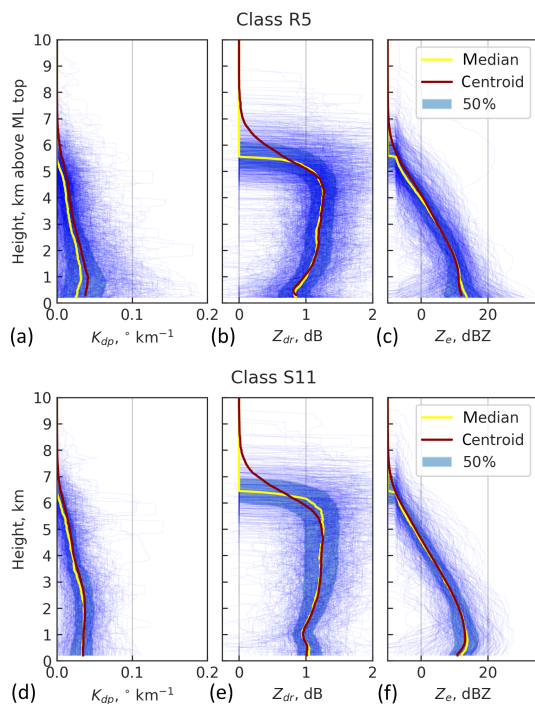 Class R5
10
9
8
7
6
5
4
3
2
1
0
Height, km above ML top
Median
Centroid
50%
0.0 0.1 0.2 0 1 2 0 20
(a) K_dp, ° km⁻¹ (b) Z_dr, dB (c) Z_e, dBZ
Class S11
10
9
8
7
6
5
4
3
2
1
0
Height, km
Median
Centroid
50%
0.0 0.1 0.2 0 1 2 0 20
(d) K_dp, ° km⁻¹ (e) Z_dr, dB (f) Z_e, dBZ